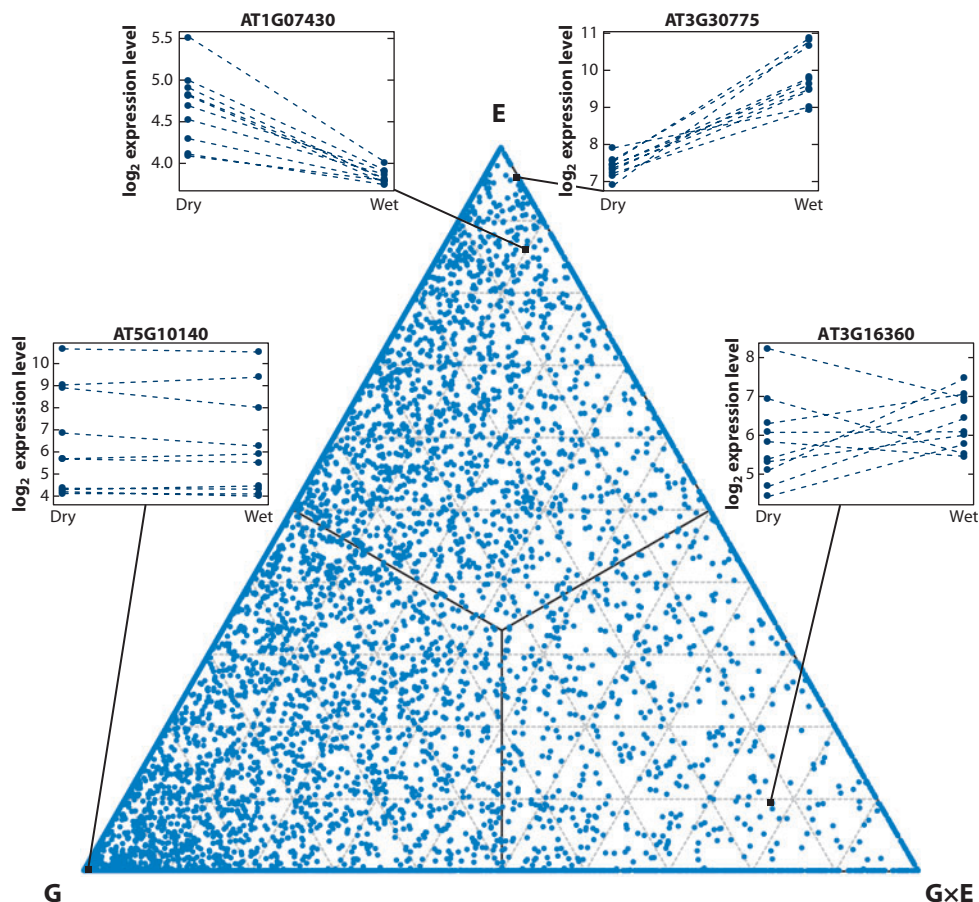 AT1G07430
log₂ expression level
5.5
5.0
4.5
4.0
Dry
Wet
AT3G30775
log₂ expression level
11
10
9
8
7
Dry
Wet
E
AT5G10140
log₂ expression level
10
9
8
7
6
5
4
Dry
Wet
AT3G16360
log₂ expression level
8
7
6
5
Dry
Wet
G
G×E